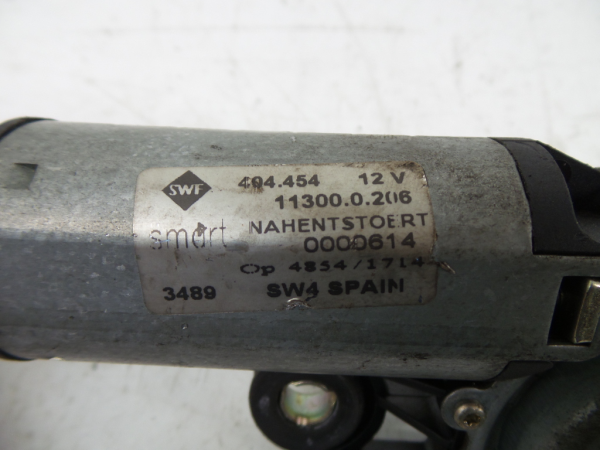 SWF 404.454 12 V
11300.0.206
smart NAHENTSTOERT
0000614
Op 4854/1714
3489 SW4 SPAIN